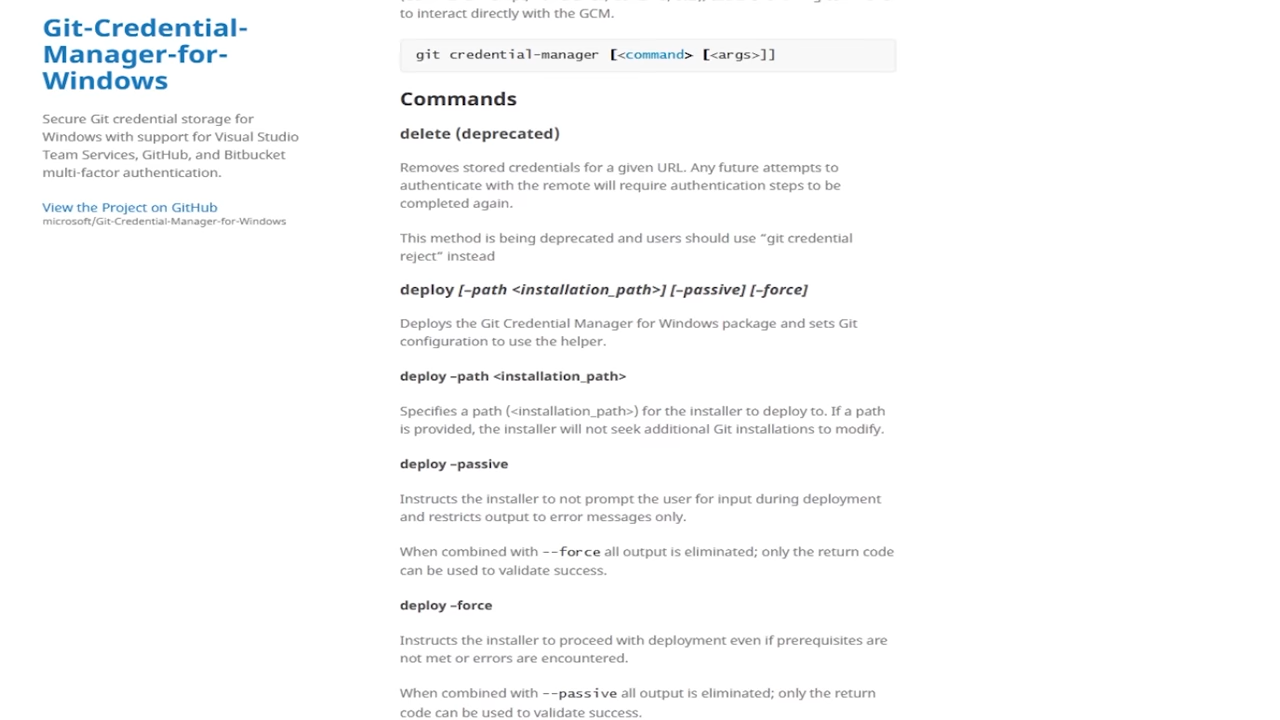 Git-Credential-
Manager-for-
Windows
Secure Git credential storage for
Windows with support for Visual Studio
Team Services, GitHub, and Bitbucket
multi-factor authentication.
View the Project on GitHub
microsoft/Git-Credential-Manager-for-Windows
to interact directly with the GCM.
git credential-manager [<command> [<args>]]
Commands
delete (deprecated)
Removes stored credentials for a given URL. Any future attempts to
authenticate with the remote will require authentication steps to be
completed again.
This method is being deprecated and users should use “git credential
reject” instead
deploy [–path <installation_path>] [–passive] [–force]
Deploys the Git Credential Manager for Windows package and sets Git
configuration to use the helper.
deploy –path <installation_path>
Specifies a path (<installation_path>) for the installer to deploy to. If a path
is provided, the installer will not seek additional Git installations to modify.
deploy –passive
Instructs the installer to not prompt the user for input during deployment
and restricts output to error messages only.
When combined with --force all output is eliminated; only the return code
can be used to validate success.
deploy –force
Instructs the installer to proceed with deployment even if prerequisites are
not met or errors are encountered.
When combined with --passive all output is eliminated; only the return
code can be used to validate success.